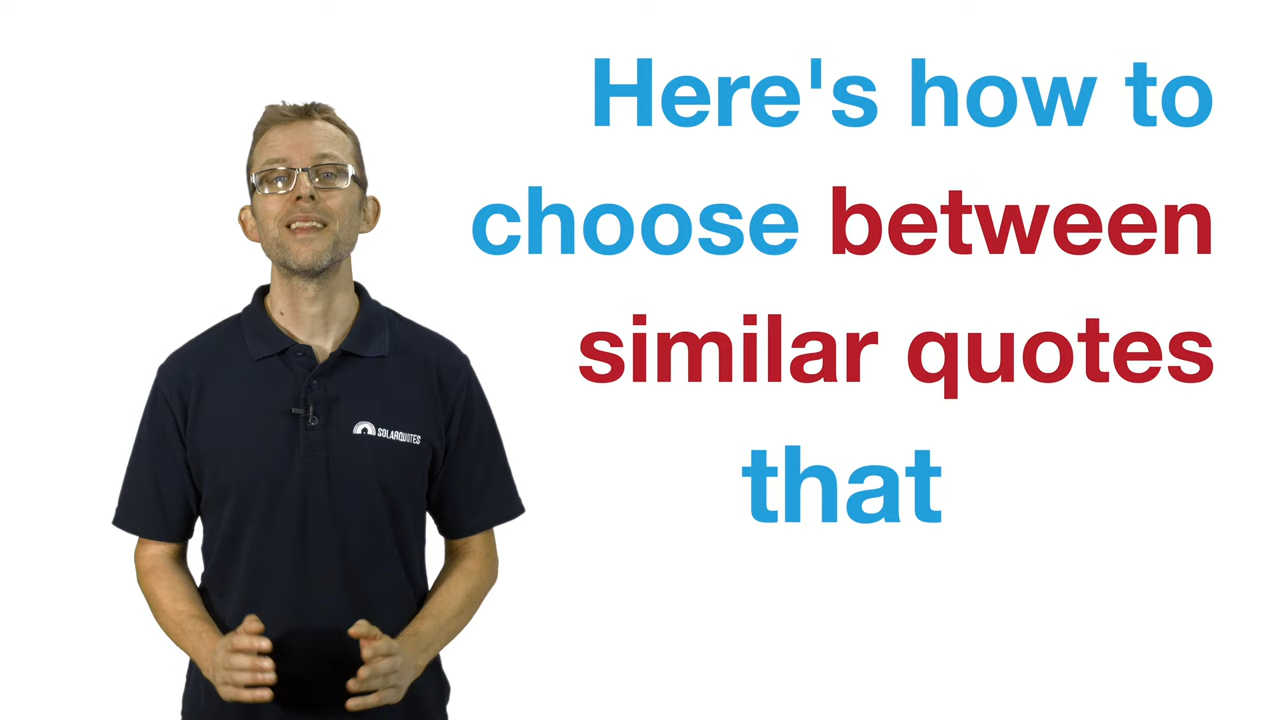 Here's how to
choose between
similar quotes
that
SOLARQUOTES